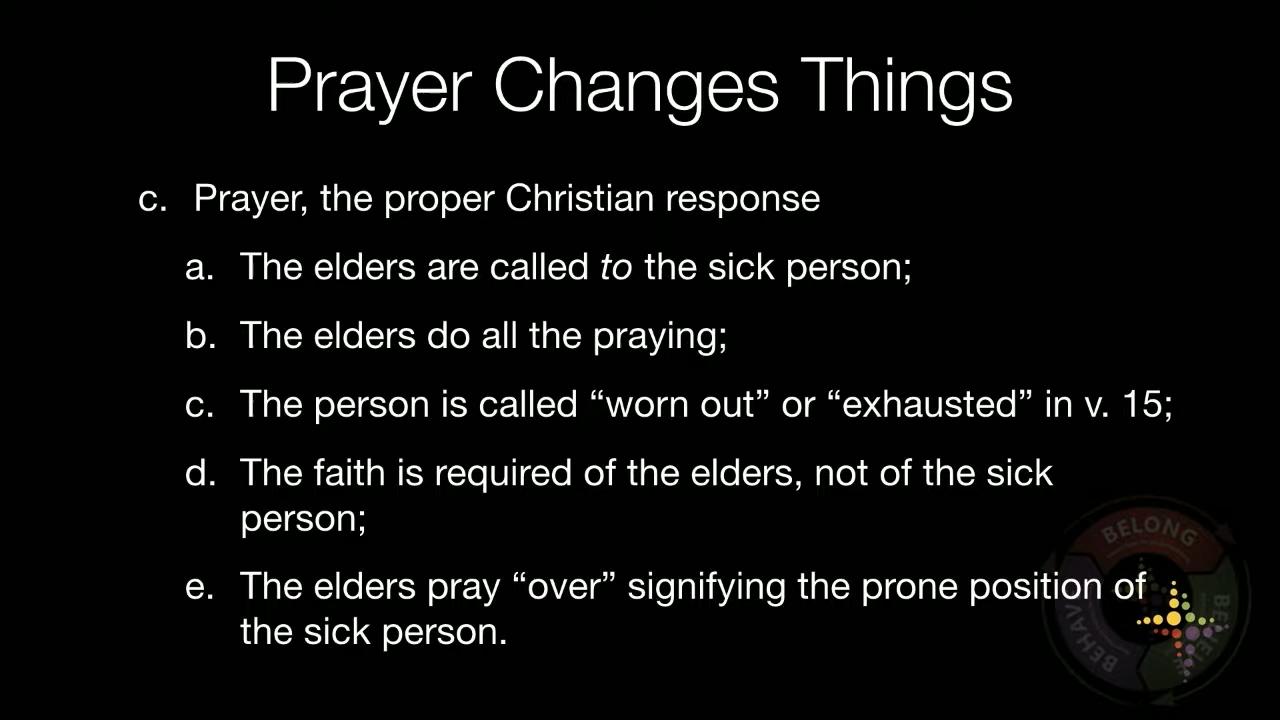 Prayer Changes Things
c. Prayer, the proper Christian response
a. The elders are called to the sick person;
b. The elders do all the praying;
c. The person is called “worn out” or “exhausted” in v. 15;
d. The faith is required of the elders, not of the sick
person;
e. The elders pray “over” signifying the prone position of
the sick person.
BELONG
BEHAV